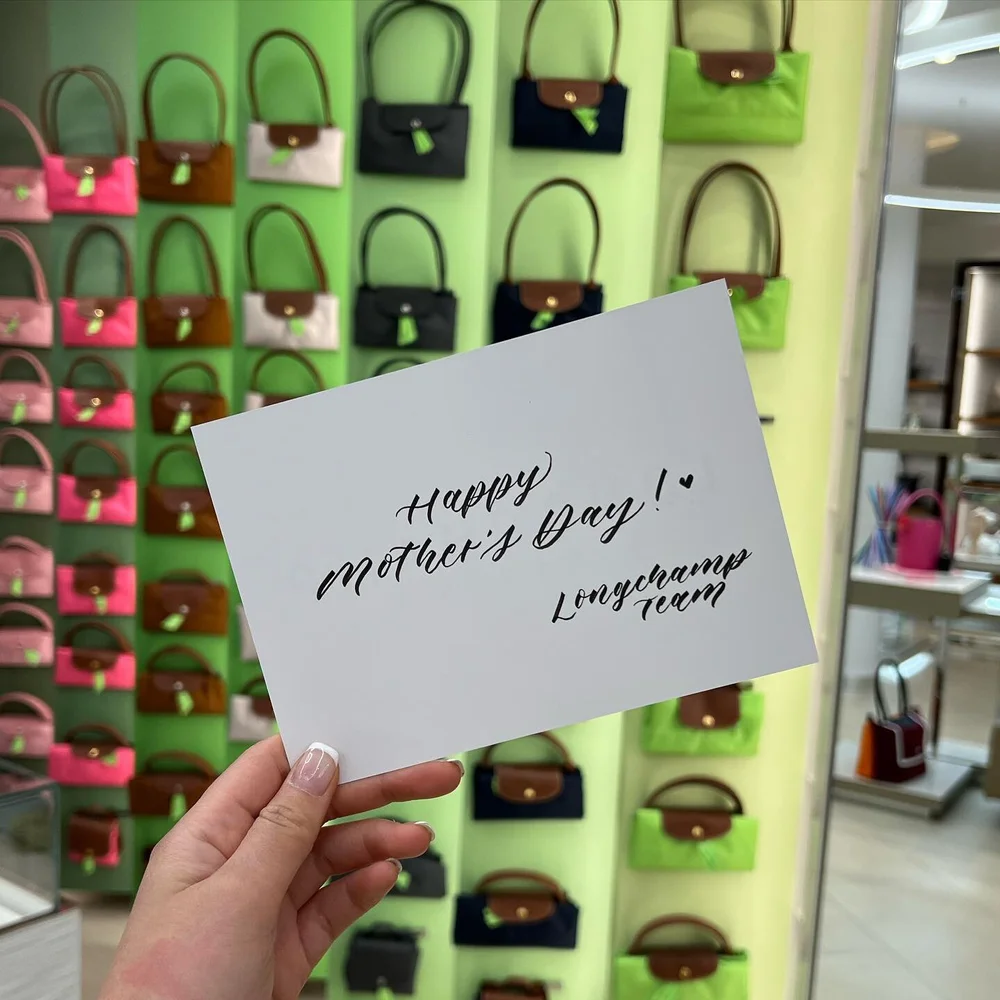 Happy
Mother's Day! ♥
Longchamp
Team